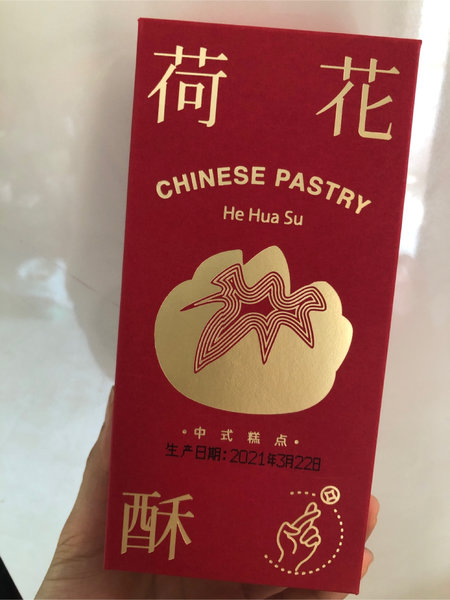 荷花
CHINESE PASTRY
He Hua Su
中式糕点
生产日期:2021年3月22日
酥